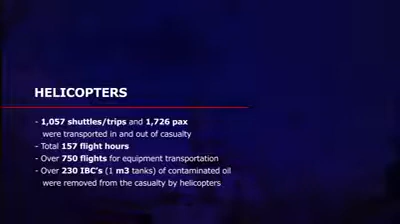 HELICOPTERS
- 1,057 shuttles/trips and 1,726 pax
were transported in and out of casualty
- Total 157 flight hours
- Over 750 flights for equipment transportation
- Over 230 IBC's (1 m3 tanks) of contaminated oil
were removed from the casualty by helicopters